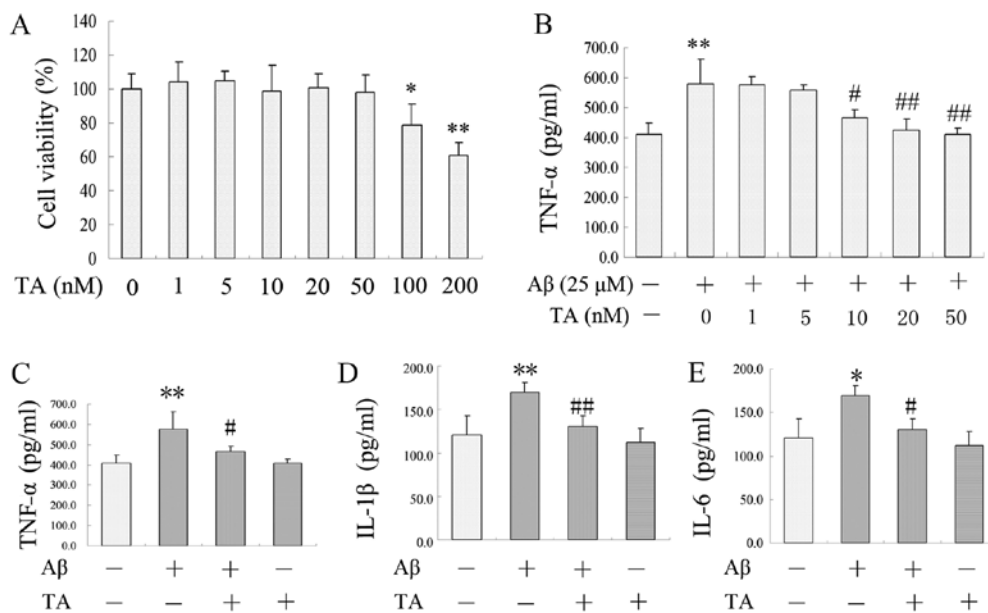 A
Cell viability (%)
140
120
100
80
60
40
20
0
*
**
TA (nM) 0 1 5 10 20 50 100 200
B
TNF-α (pg/ml)
700.0
600.0
500.0
400.0
300.0
200.0
100.0
0.0
**
#
##
##
Aβ (25 μM) − + + + + + +
TA (nM) − 0 1 5 10 20 50
C
TNF-α (pg/ml)
700.0
600.0
500.0
400.0
300.0
200.0
100.0
0.0
**
#
Aβ − + + −
TA − − + +
D
IL-1β (pg/ml)
200.0
150.0
100.0
50.0
0.0
**
##
Aβ − + + −
TA − − + +
E
IL-6 (pg/ml)
200.0
150.0
100.0
50.0
0.0
*
#
Aβ − + + −
TA − − + +